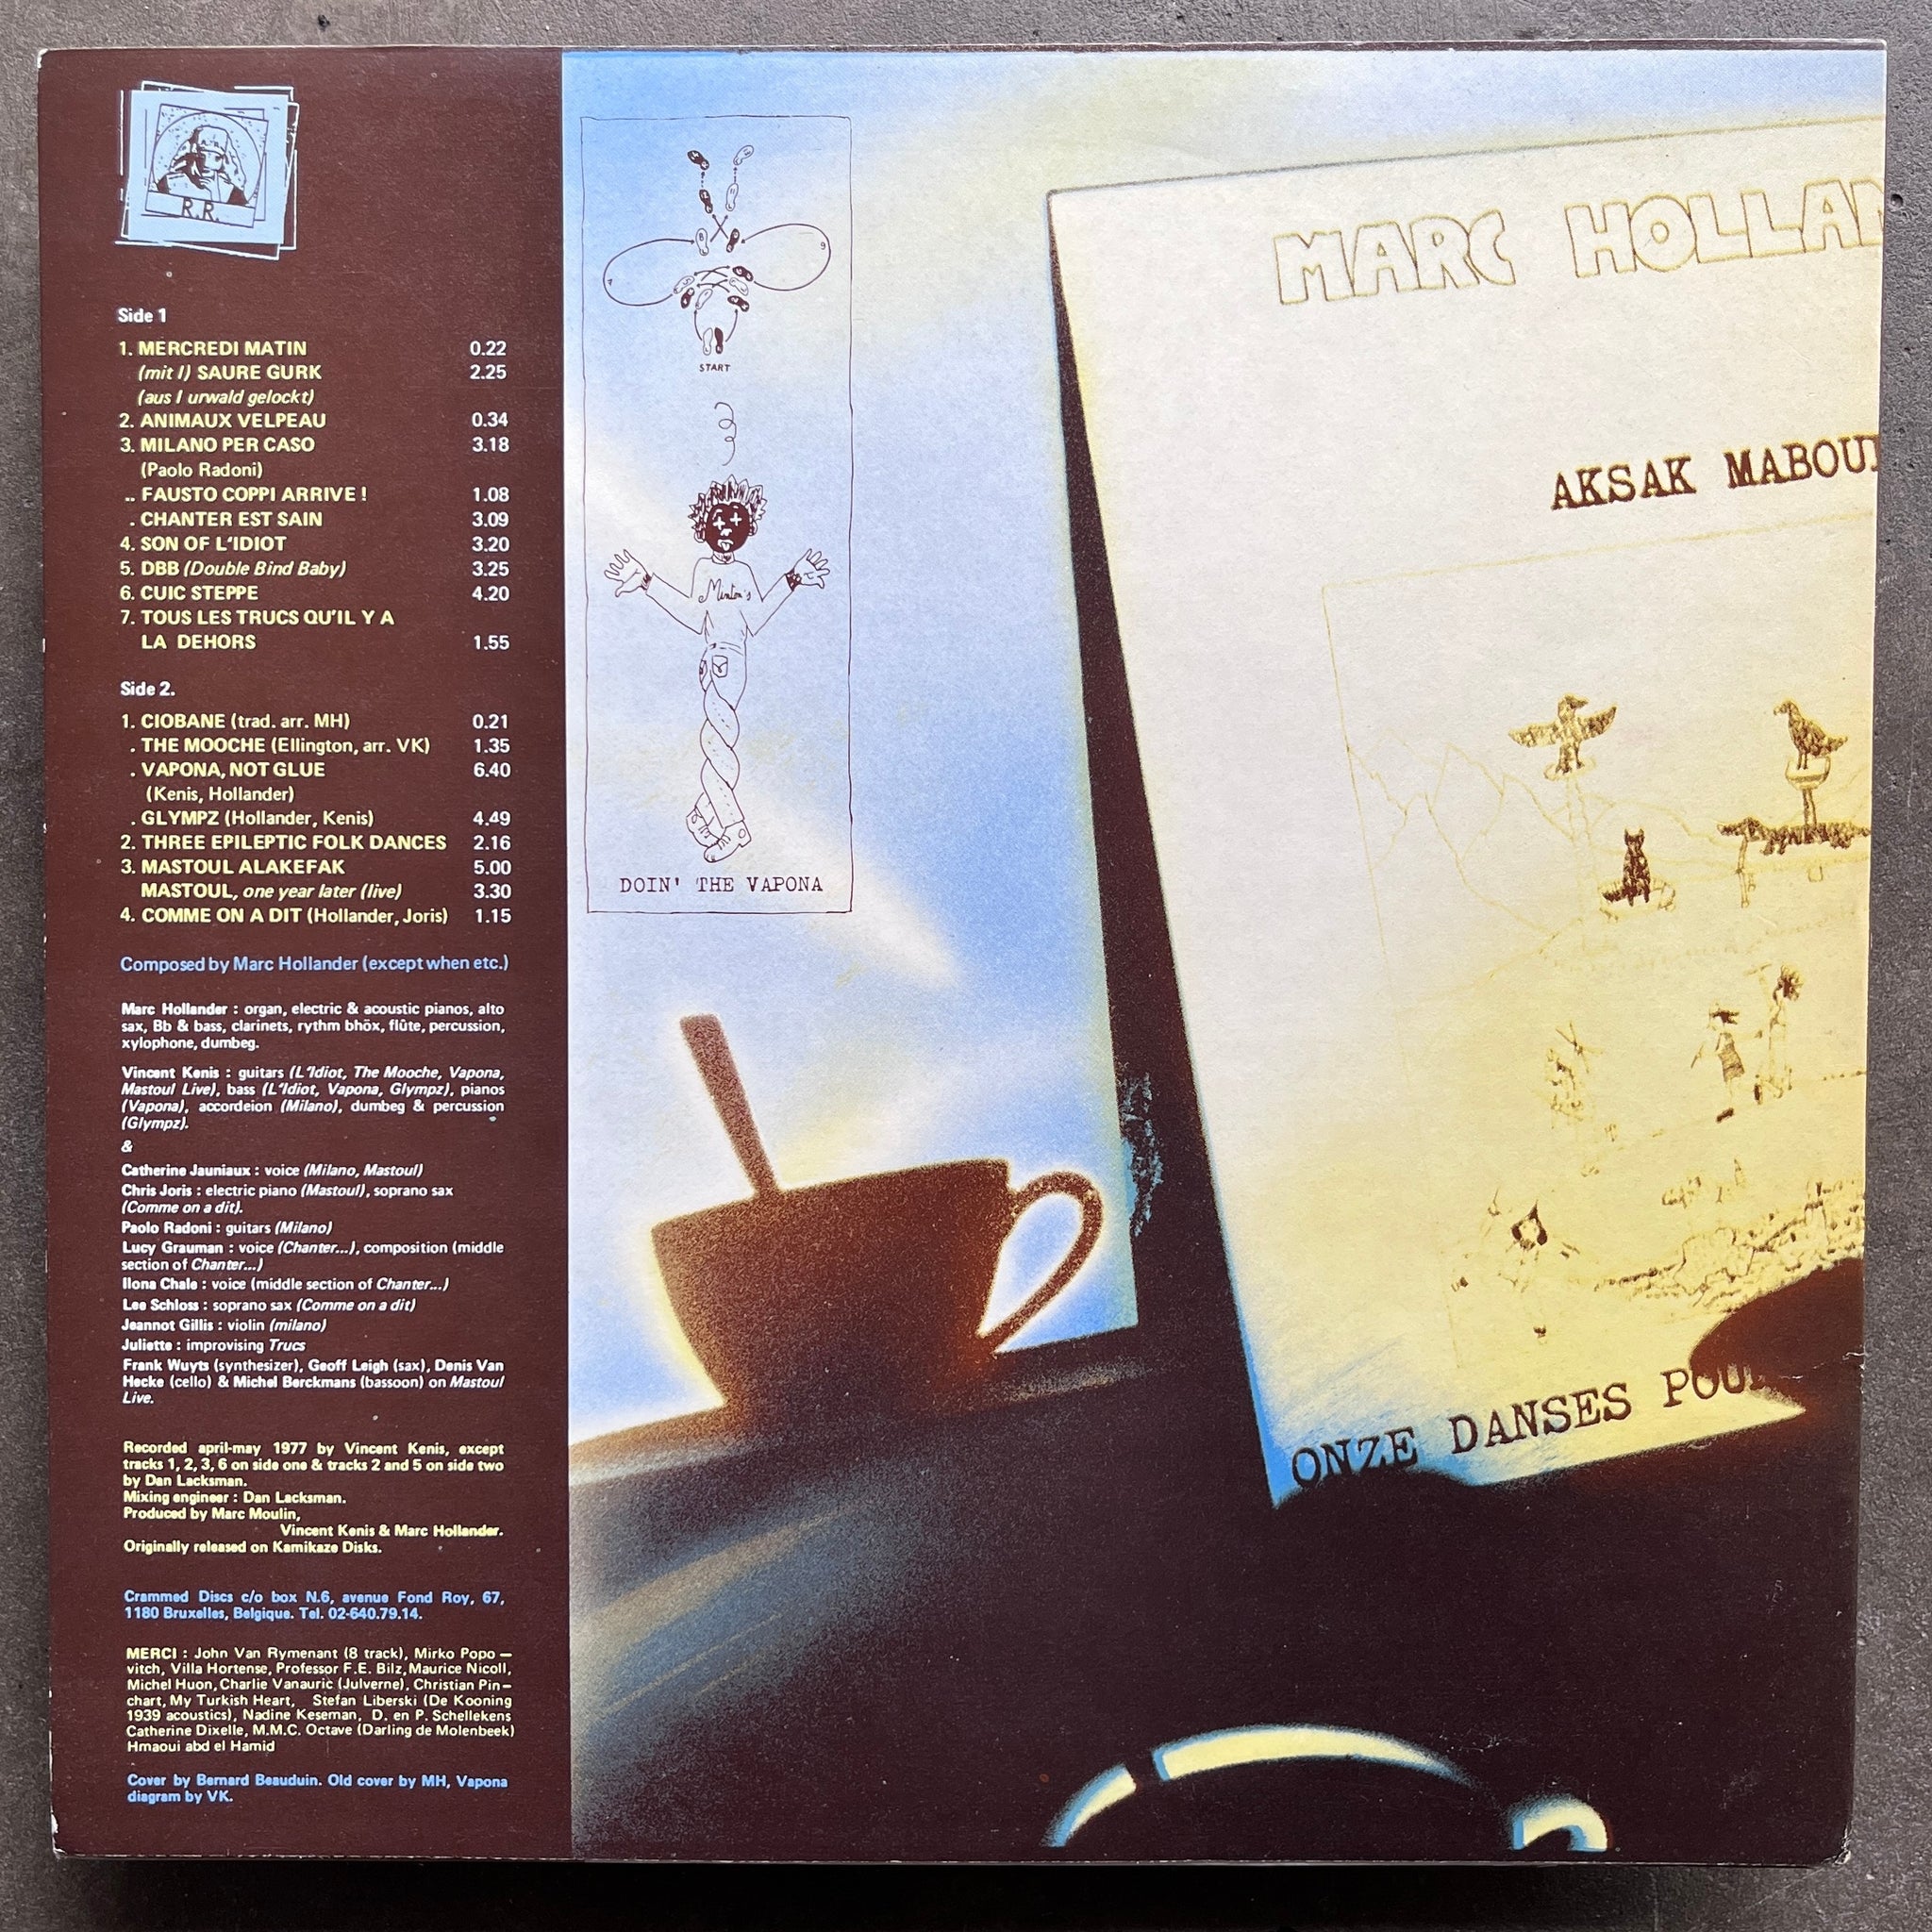 R.R.
Side 1
1. MERCREDI MATIN 0.22
(mit I) SAURE GURK 2.25
(aus I urwald gelockt)
2. ANIMAUX VELPEAU 0.34
3. MILANO PER CASO 3.18
(Paolo Radoni)
.. FAUSTO COPPI ARRIVE ! 1.08
. CHANTER EST SAIN 3.09
4. SON OF L'IDIOT 3.20
5. DBB (Double Bind Baby) 3.25
6. CUIC STEPPE 4.20
7. TOUS LES TRUCS QU'IL Y A
LA DEHORS 1.55
Side 2.
1. CIOBANE (trad. arr. MH) 0.21
. THE MOOCHE (Ellington, arr. VK) 1.35
. VAPONA, NOT GLUE 6.40
(Kenis, Hollander)
. GLYMPZ (Hollander, Kenis) 4.49
2. THREE EPILEPTIC FOLK DANCES 2.16
3. MASTOUL ALAKEFAK 5.00
MASTOUL, one year later (live) 3.30
4. COMME ON A DIT (Hollander, Joris) 1.15
Composed by Marc Hollander (except when etc.)
Marc Hollander : organ, electric & acoustic pianos, alto
sax, Bb & bass, clarinets, rythm bhöx, flûte, percussion,
xylophone, dumbeg.
Vincent Kenis : guitars (L'Idiot, The Mooche, Vapona,
Mastoul Live), bass (L'Idiot, Vapona, Glympz), pianos
(Vapona), accordeion (Milano), dumbeg & percussion
(Glympz).
&
Catherine Jauniaux : voice (Milano, Mastoul)
Chris Joris : electric piano (Mastoul), soprano sax
(Comme on a dit).
Paolo Radoni : guitars (Milano)
Lucy Grauman : voice (Chanter...), composition (middle
section of Chanter...)
Ilona Chale : voice (middle section of Chanter...)
Lee Schloss : soprano sax (Comme on a dit)
Jeannot Gillis : violin (milano)
Juliette : improvising Trucs
Frank Wuyts (synthesizer), Geoff Leigh (sax), Denis Van
Hecke (cello) & Michel Berckmans (bassoon) on Mastoul
Live.
Recorded april-may 1977 by Vincent Kenis, except
tracks 1, 2, 3, 6 on side one & tracks 2 and 5 on side two
by Dan Lacksman.
Mixing engineer : Dan Lacksman.
Produced by Marc Moulin,
Vincent Kenis & Marc Hollander.
Originally released on Kamikaze Disks.
Crammed Discs c/o box N.6, avenue Fond Roy, 67,
1180 Bruxelles, Belgique. Tel. 02-640.79.14.
MERCI : John Van Rymenant (8 track), Mirko Popo —
vitch, Villa Hortense, Professor F.E. Bilz, Maurice Nicoll,
Michel Huon, Charlie Vanauric (Julverne), Christian Pin—
chart, My Turkish Heart, Stefan Liberski (De Kooning
1939 acoustics), Nadine Keseman, D. en P. Schellekens
Catherine Dixelle, M.M.C. Octave (Darling de Molenbeek)
Hmaoui abd el Hamid
Cover by Bernard Beauduin. Old cover by MH, Vapona
diagram by VK.
START
Minton's
DOIN' THE VAPONA
MARC HOLLAN
AKSAK MABOU
ONZE DANSES POU